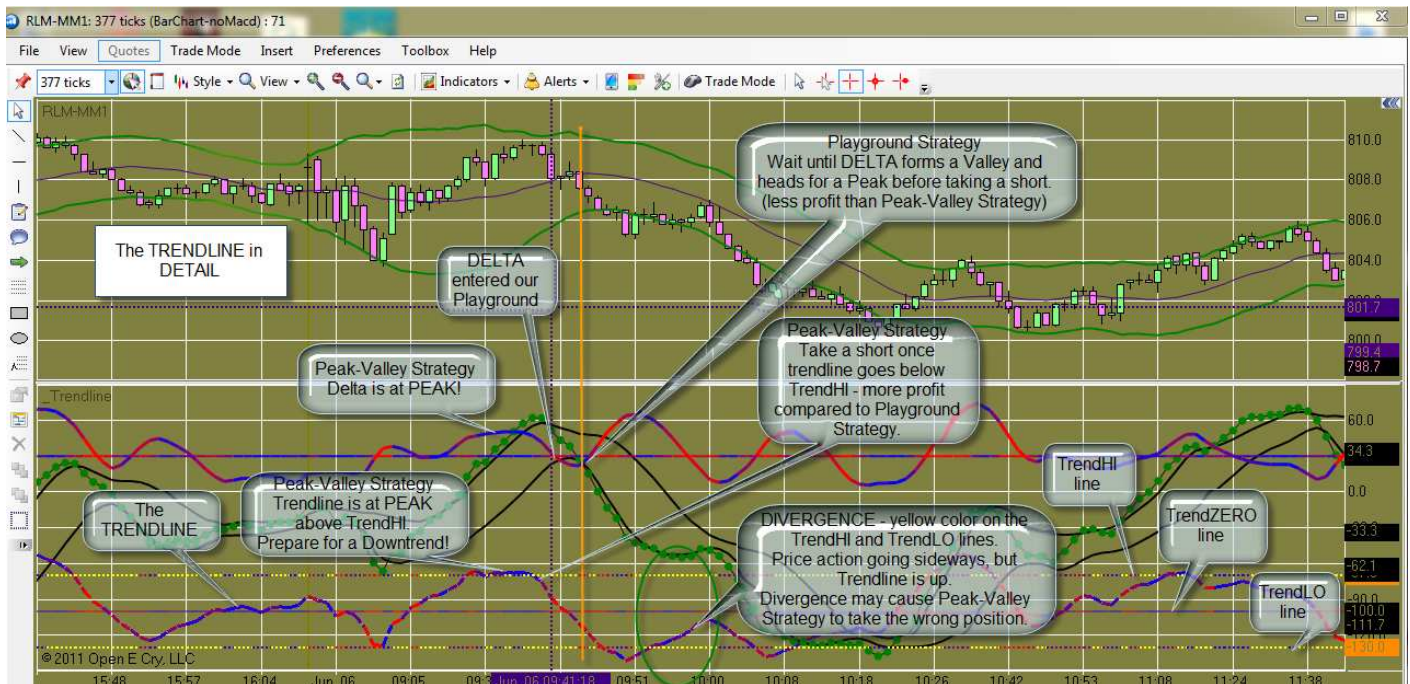 RLM-MM1: 377 ticks (BarChart-noMacd) : 71
File View Quotes Trade Mode Insert Preferences Toolbox Help
377 ticks Style View Indicators Alerts Trade Mode
RLM-MM1
810.0
808.0
806.0
804.0
801.7
800.0
799.4
798.7
The TRENDLINE in
DETAIL
DELTA
entered our
Playground
Playground Strategy
Wait until DELTA forms a Valley and
heads for a Peak before taking a short.
(less profit than Peak-Valley Strategy)
Peak-Valley Strategy
Delta is at PEAK!
Peak-Valley Strategy
Take a short once
trendline goes below
TrendHI - more profit
compared to Playground
Strategy.
_Trendline
60.0
34.3
0.0
-33.3
-62.1
-90.0
-100.0
-111.7
-130.0
The
TRENDLINE
Peak-Valley Strategy
Trendline is at PEAK
above TrendHI.
Prepare for a Downtrend!
DIVERGENCE - yellow color on the
TrendHI and TrendLO lines.
Price action going sideways, but
Trendline is up.
Divergence may cause Peak-Valley
Strategy to take the wrong position.
TrendHI
line
TrendZERO
line
TrendLO
line
© 2011 Open E Cry, LLC
15:48 15:57 16:04 Jun 06 09:05 Jun 06 09:41:18 09:51 10:00 10:08 10:18 10:26 10:34 10:42 10:53 11:08 11:23 11:38